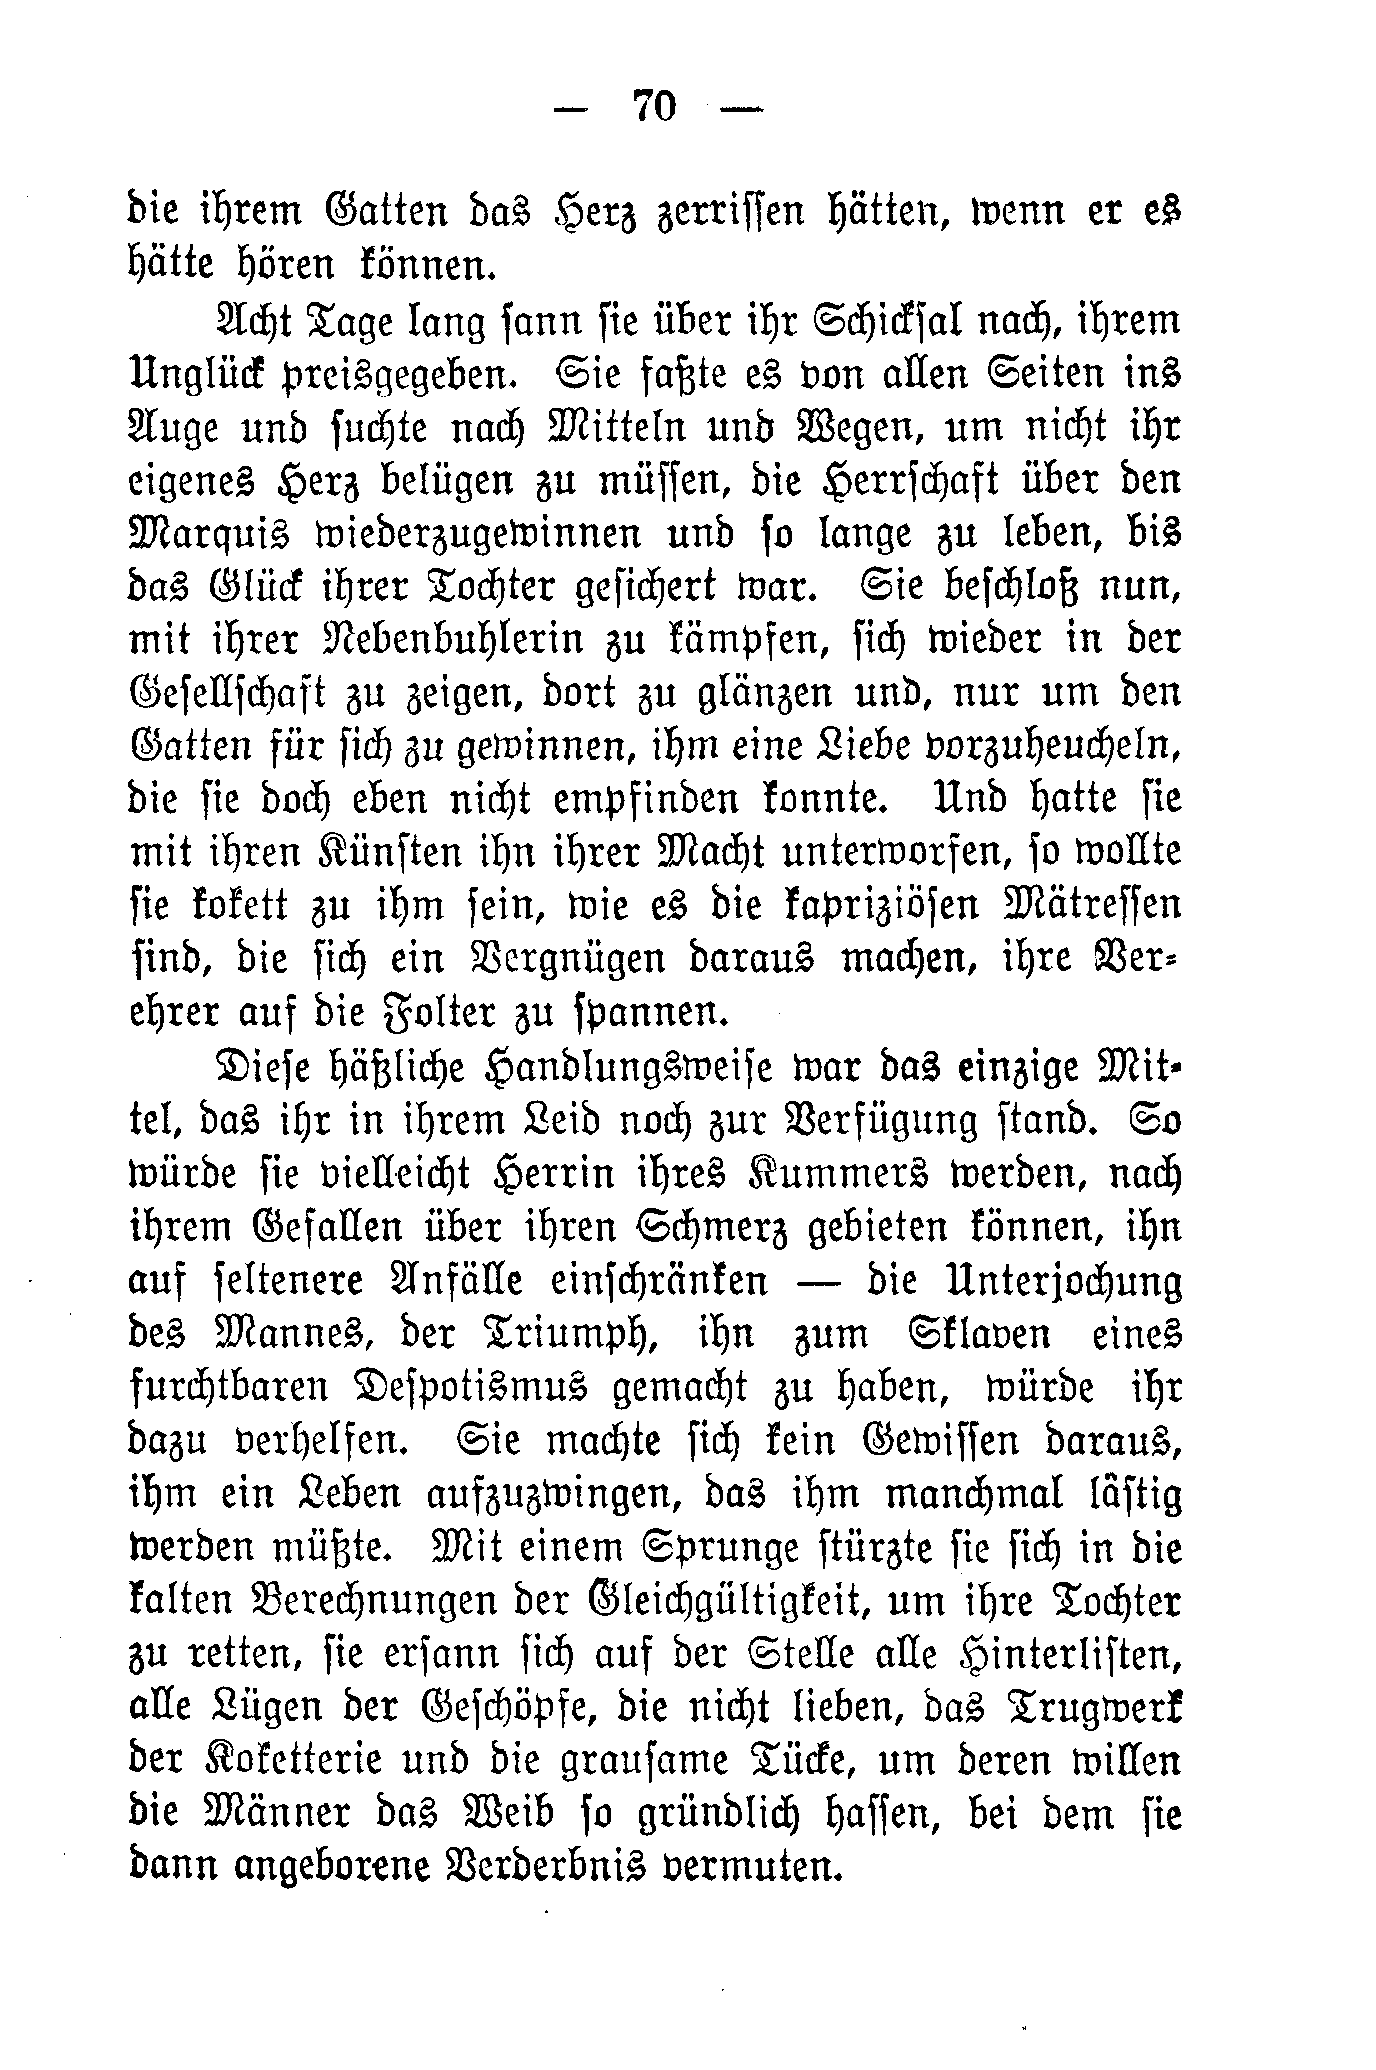 — 70 —
die ihrem Gatten das Herz zerrissen hätten, wenn er es
hätte hören können.
Acht Tage lang sann sie über ihr Schicksal nach, ihrem
Unglück preisgegeben. Sie faßte es von allen Seiten ins
Auge und suchte nach Mitteln und Wegen, um nicht ihr
eigenes Herz belügen zu müssen, die Herrschaft über den
Marquis wiederzugewinnen und so lange zu leben, bis
das Glück ihrer Tochter gesichert war. Sie beschloß nun,
mit ihrer Nebenbuhlerin zu kämpfen, sich wieder in der
Gesellschaft zu zeigen, dort zu glänzen und, nur um den
Gatten für sich zu gewinnen, ihm eine Liebe vorzuheucheln,
die sie doch eben nicht empfinden konnte. Und hatte sie
mit ihren Künsten ihn ihrer Macht unterworfen, so wollte
sie kokett zu ihm sein, wie es die kapriziösen Mätressen
sind, die sich ein Vergnügen daraus machen, ihre Ver-
ehrer auf die Folter zu spannen.
Diese häßliche Handlungsweise war das einzige Mit-
tel, das ihr in ihrem Leid noch zur Verfügung stand. So
würde sie vielleicht Herrin ihres Kummers werden, nach
ihrem Gefallen über ihren Schmerz gebieten können, ihn
auf seltenere Anfälle einschränken — die Unterjochung
des Mannes, der Triumph, ihn zum Sklaven eines
furchtbaren Despotismus gemacht zu haben, würde ihr
dazu verhelfen. Sie machte sich kein Gewissen daraus,
ihm ein Leben aufzuzwingen, das ihm manchmal lästig
werden müßte. Mit einem Sprunge stürzte sie sich in die
kalten Berechnungen der Gleichgültigkeit, um ihre Tochter
zu retten, sie ersann sich auf der Stelle alle Hinterlisten,
alle Lügen der Geschöpfe, die nicht lieben, das Trugwerk
der Koketterie und die grausame Tücke, um deren willen
die Männer das Weib so gründlich hassen, bei dem sie
dann angeborene Verderbnis vermuten.